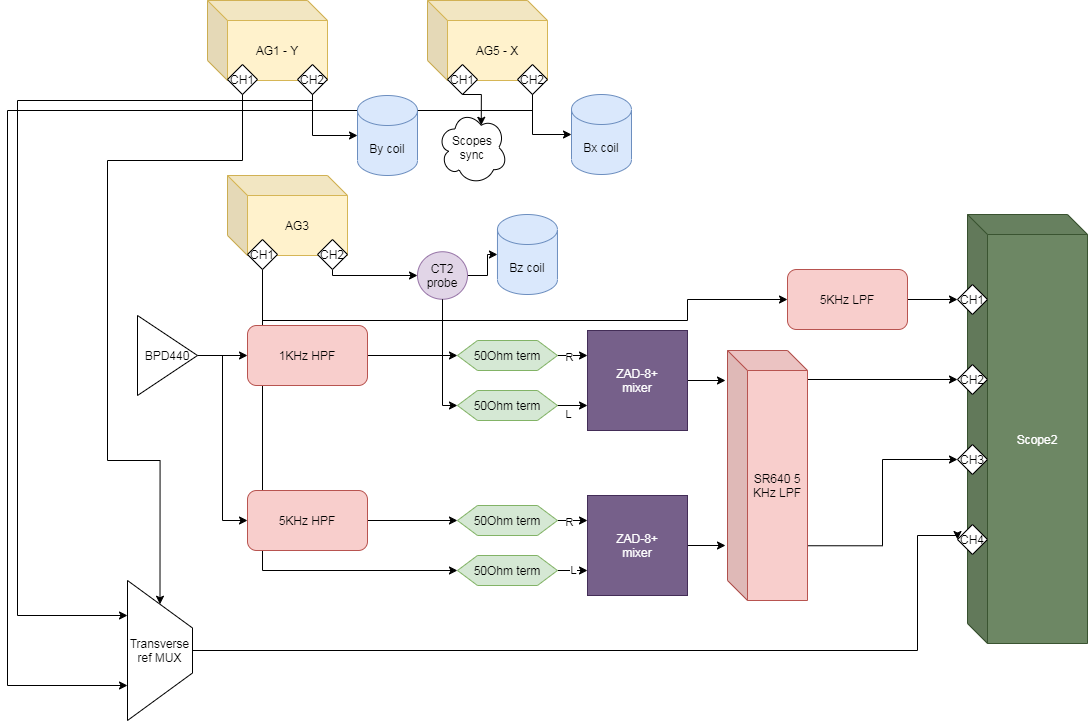 AG1 - Y
AG5 - X
CH1
CH2
CH1
CH2
By coil
Scopes
sync
Bx coil
AG3
CH1
CH2
CT2
probe
Bz coil
5KHz LPF
CH1
BPD440
1KHz HPF
50Ohm term
R
ZAD-8+
mixer
CH2
50Ohm term
L
Scope2
CH3
SR640 5
KHz LPF
5KHz HPF
50Ohm term
R
ZAD-8+
mixer
CH4
50Ohm term
L
Transverse
ref MUX